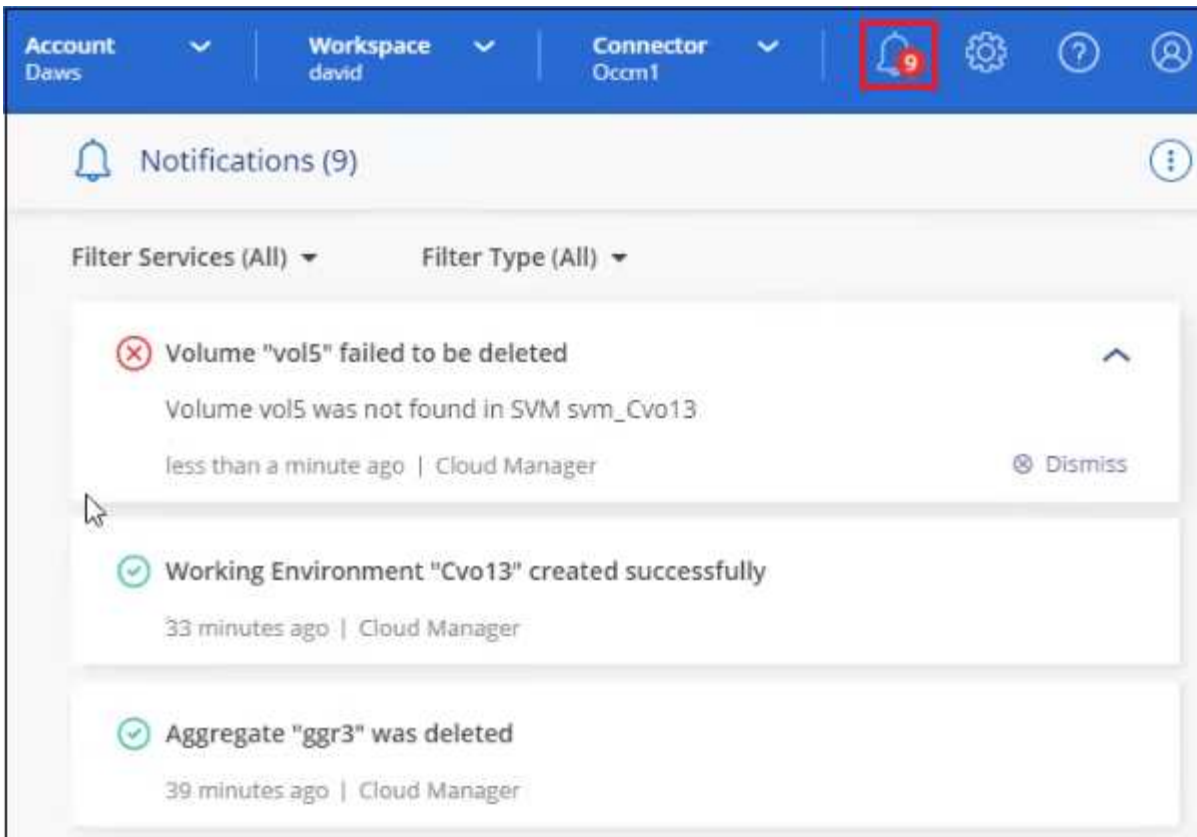 Account
Daws
Workspace
david
Connector
Occm1
9
?
Notifications (9)
Filter Services (All)
Filter Type (All)
Volume "vol5" failed to be deleted
Volume vol5 was not found in SVM svm_Cvo13
less than a minute ago | Cloud Manager
Dismiss
Working Environment "Cvo13" created successfully
33 minutes ago | Cloud Manager
Aggregate "ggr3" was deleted
39 minutes ago | Cloud Manager